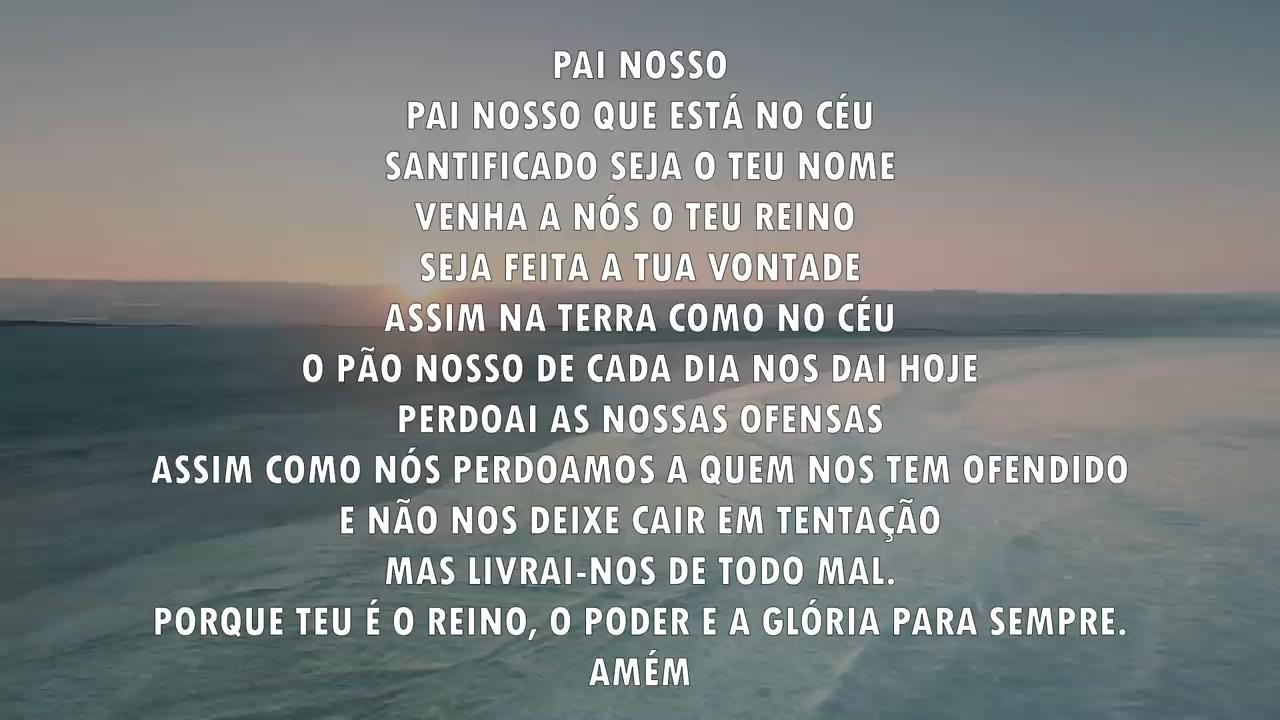 PAI NOSSO
PAI NOSSO QUE ESTÁ NO CÉU
SANTIFICADO SEJA O TEU NOME
VENHA A NÓS O TEU REINO
SEJA FEITA A TUA VONTADE
ASSIM NA TERRA COMO NO CÉU
O PÃO NOSSO DE CADA DIA NOS DAI HOJE
PERDOAI AS NOSSAS OFENSAS
ASSIM COMO NÓS PERDOAMOS A QUEM NOS TEM OFENDIDO
E NÃO NOS DEIXE CAIR EM TENTAÇÃO
MAS LIVRAI-NOS DE TODO MAL.
PORQUE TEU É O REINO, O PODER E A GLÓRIA PARA SEMPRE.
AMÉM